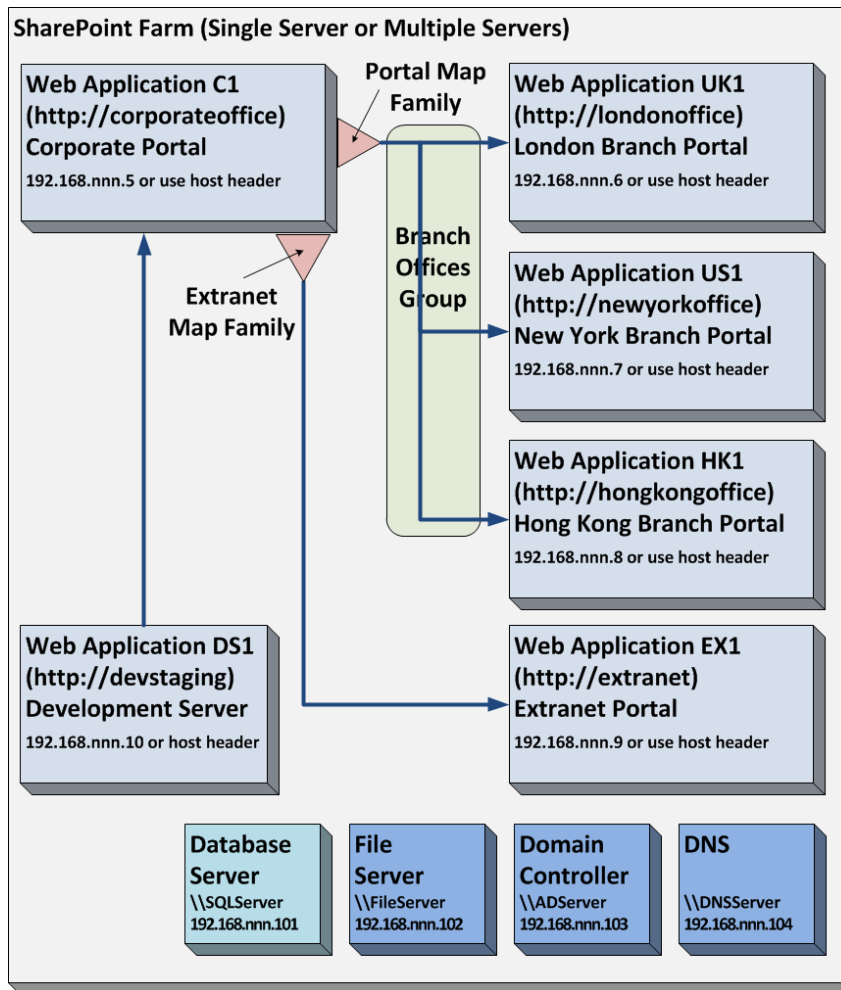 SharePoint Farm (Single Server or Multiple Servers)
Web Application C1
(http://corporateoffice)
Corporate Portal
192.168.nnn.5 or use host header
Portal Map
Family
Web Application UK1
(http://londonoffice)
London Branch Portal
192.168.nnn.6 or use host header
Branch
Offices
Group
Extranet
Map Family
Web Application US1
(http://newyorkoffice)
New York Branch Portal
192.168.nnn.7 or use host header
Web Application HK1
(http://hongkongoffice)
Hong Kong Branch Portal
192.168.nnn.8 or use host header
Web Application DS1
(http://devstaging)
Development Server
192.168.nnn.10 or host header
Web Application EX1
(http://extranet)
Extranet Portal
192.168.nnn.9 or use host header
Database
Server
\\SQLServer
192.168.nnn.101
File
Server
\\FileServer
192.168.nnn.102
Domain
Controller
\\ADServer
192.168.nnn.103
DNS
\\DNSServer
192.168.nnn.104